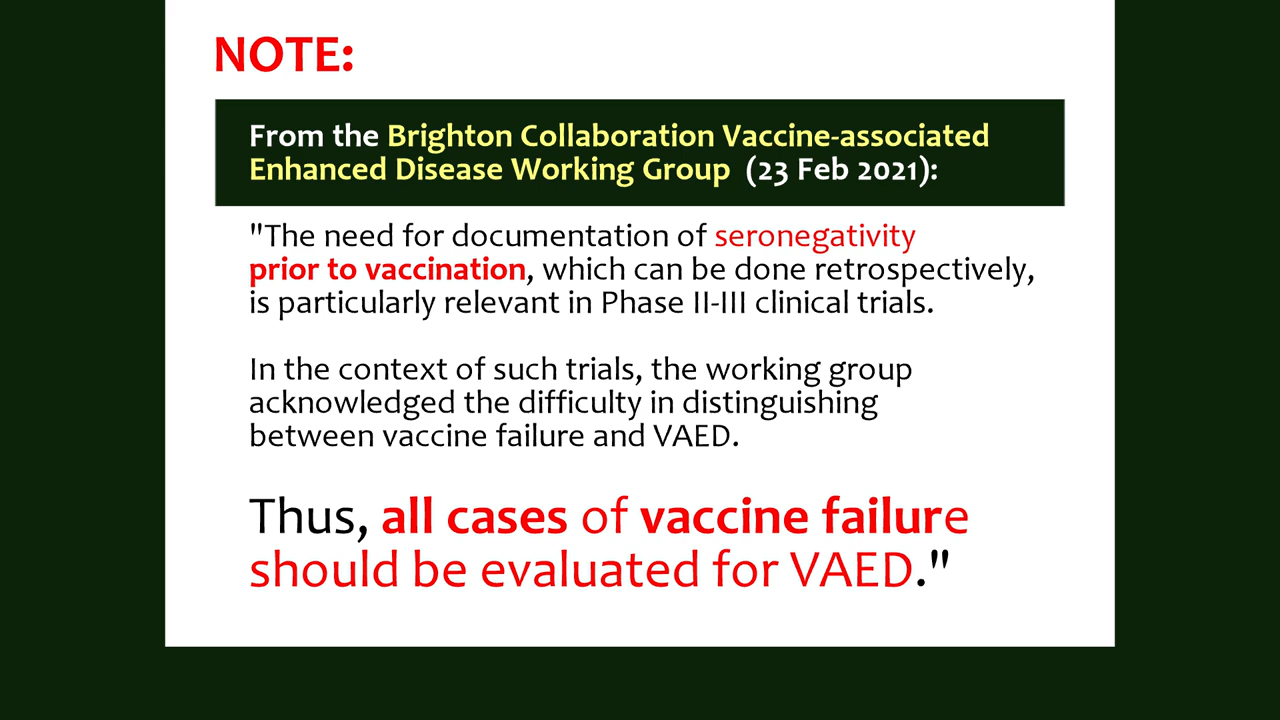 NOTE:
From the Brighton Collaboration Vaccine-associated
Enhanced Disease Working Group (23 Feb 2021):
"The need for documentation of seronegativity
prior to vaccination, which can be done retrospectively,
is particularly relevant in Phase II-III clinical trials.
In the context of such trials, the working group
acknowledged the difficulty in distinguishing
between vaccine failure and VAED.
Thus, all cases of vaccine failure
should be evaluated for VAED."